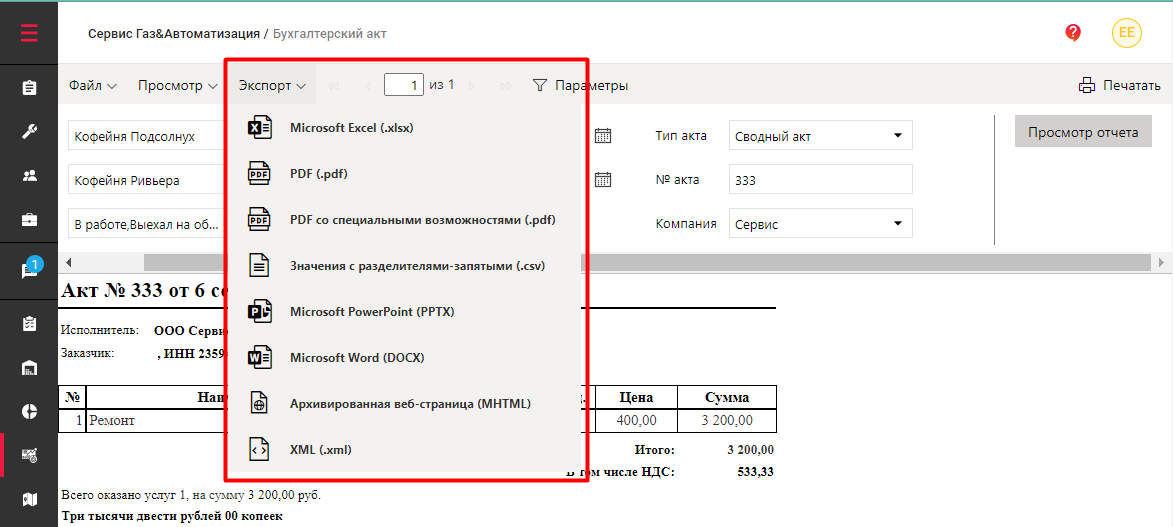 Сервис Газ&Автоматизация / Бухгалтерский акт
EE
Файл Просмотр Экспорт 1 из 1 Параметры Печатать
Кофейня Подсолнух Тип акта Сводный акт Просмотр отчета
Кофейня Ривьера № акта 333
В работе,Выехал на об... Компания Сервис
1
Microsoft Excel (.xlsx)
PDF (.pdf)
PDF со специальными возможностями (.pdf)
Значения с разделителями-запятыми (.csv)
Microsoft PowerPoint (PPTX)
Microsoft Word (DOCX)
Архивированная веб-страница (MHTML)
XML (.xml)
Акт № 333 от 6
Исполнитель: ООО
Заказчик: , ИНН
№ Цена Сумма
1 Ремонт 400,00 3 200,00
Итого: 3 200,00
В том числе НДС: 533,33
Всего оказано услуг 1, на сумму 3 200,00 руб.
Три тысячи двести рублей 00 копеек